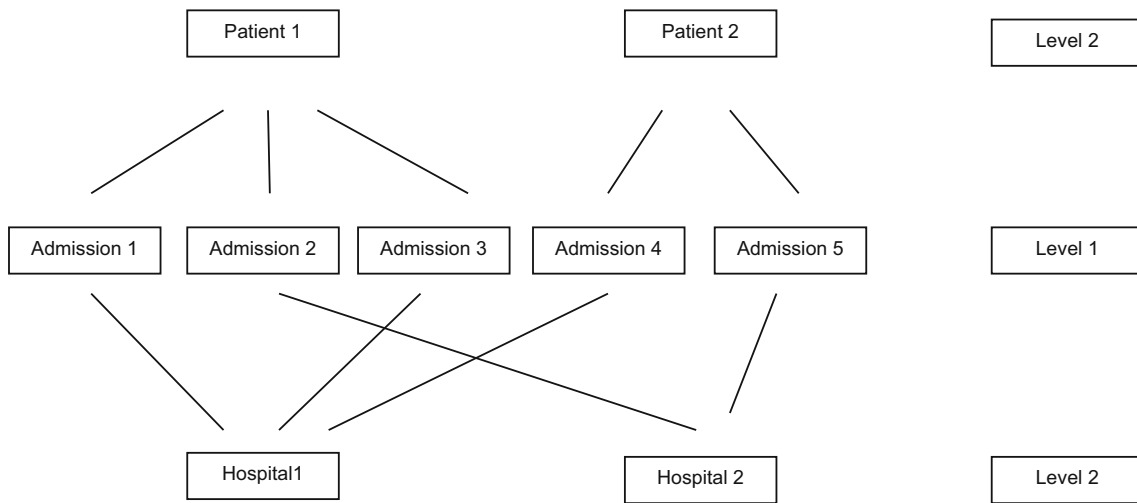 Patient 1
Patient 2
Level 2
Admission 1
Admission 2
Admission 3
Admission 4
Admission 5
Level 1
Hospital1
Hospital 2
Level 2